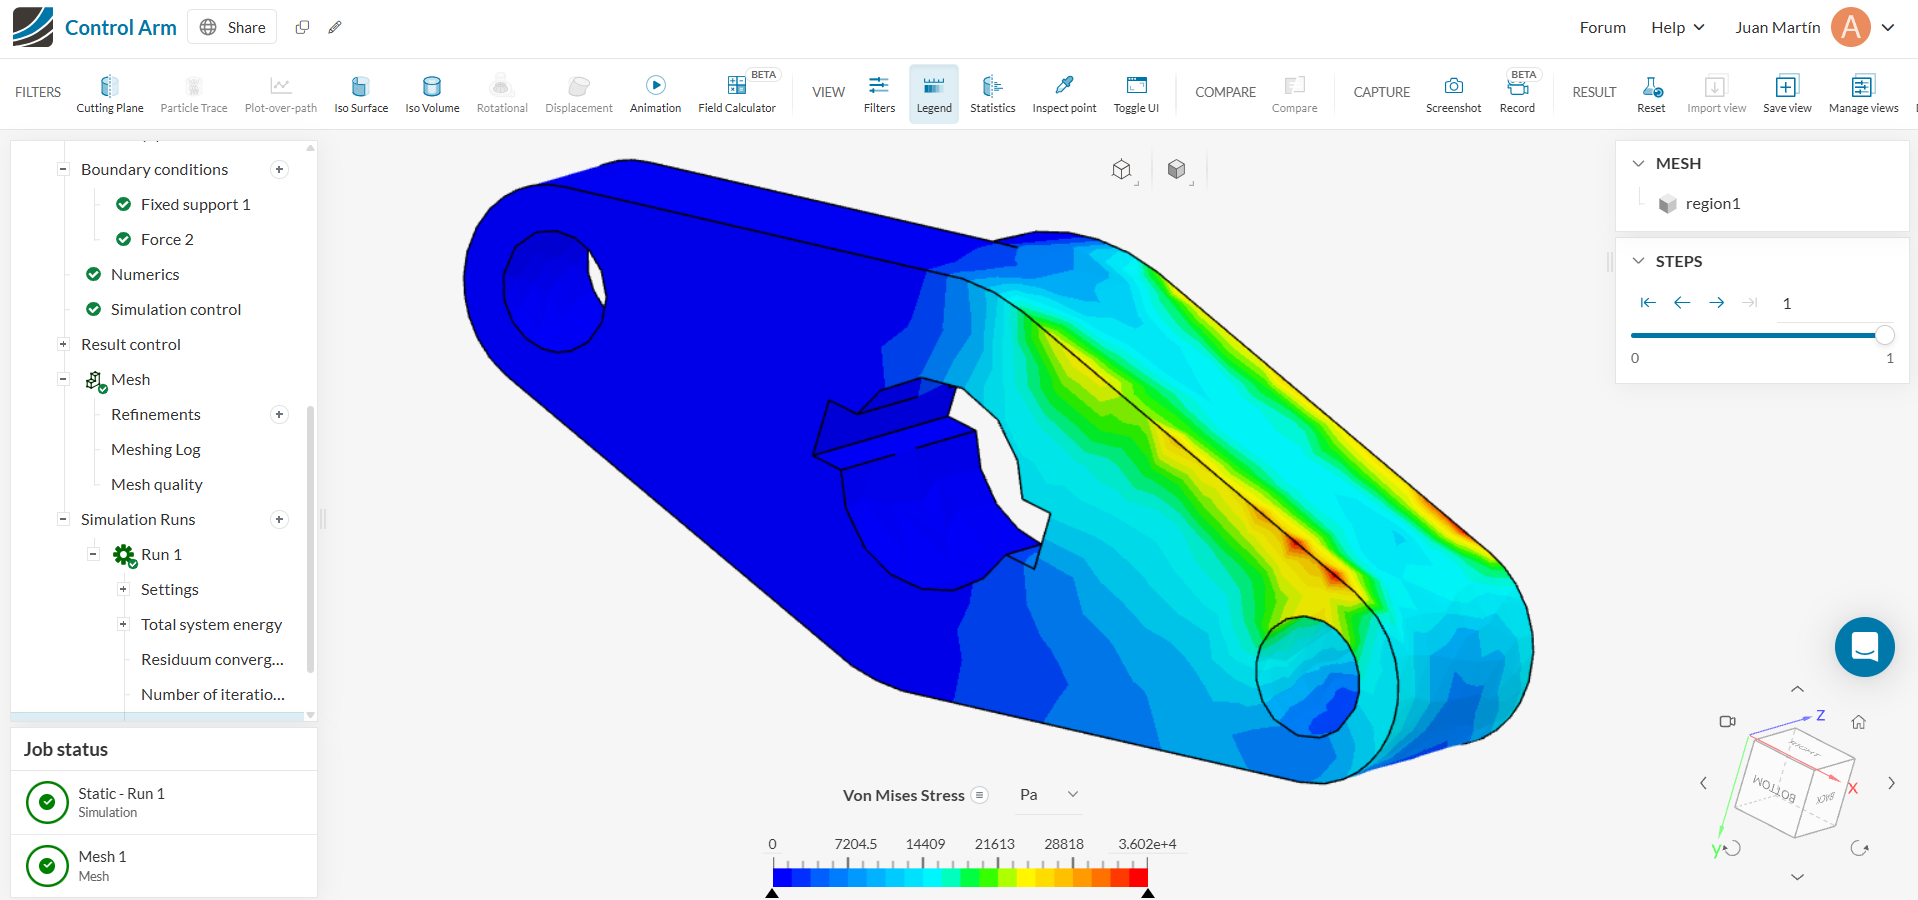 Control Arm
Share
Forum
Help
Juan Martín
A
FILTERS
Cutting Plane
Particle Trace
Plot-over-path
Iso Surface
Iso Volume
Rotational
Displacement
Animation
BETA
Field Calculator
VIEW
Filters
Legend
Statistics
Inspect point
Toggle UI
COMPARE
Compare
CAPTURE
Screenshot
BETA
Record
RESULT
Reset
Import view
Save view
Manage views
Boundary conditions
Fixed support 1
Force 2
Numerics
Simulation control
Result control
Mesh
Refinements
Meshing Log
Mesh quality
Simulation Runs
Run 1
Settings
Total system energy
Residuum converg...
Number of iteratio...
Job status
Static - Run 1
Simulation
Mesh 1
Mesh
MESH
region1
STEPS
1
0
1
Von Mises Stress
Pa
0 7204.5 14409 21613 28818 3.602e+4
Z
X
y
RIGHT
BOTTOM
BACK